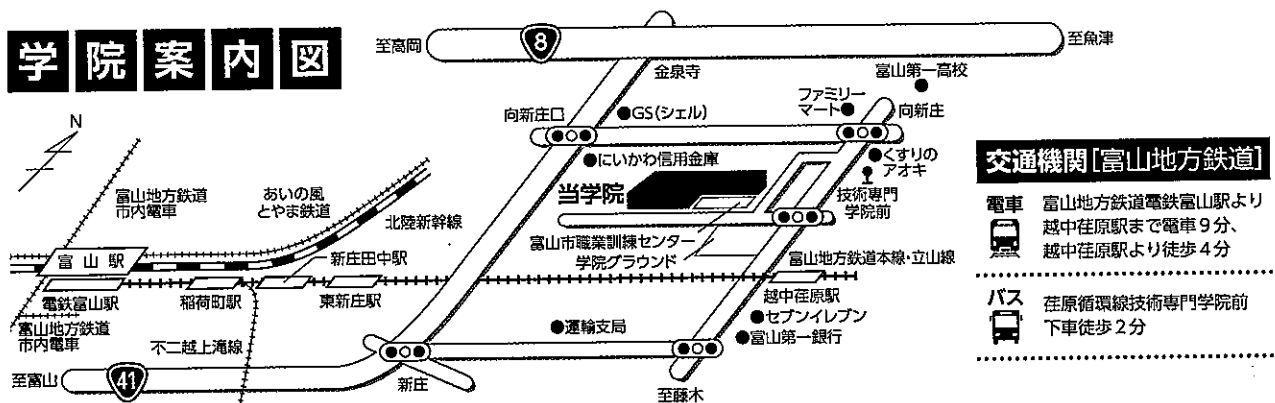 学院案内図
至高岡
8
至魚津
金泉寺
富山第一高校
ファミリー
マート
向新庄
向新庄口
GS(シェル)
にいかわ信用金庫
くすりの
アオキ
技術専門
学院前
当学院
富山市職業訓練センター
学院グラウンド
N
富山地方鉄道
市内電車
あいの風
とやま鉄道
北陸新幹線
富山駅
新庄田中駅
富山地方鉄道本線・立山線
電鉄富山駅
稲荷町駅
東新庄駅
越中荏原駅
富山地方鉄道
市内電車
不二越上滝線
運輸支局
セブンイレブン
富山第一銀行
至富山
41
新庄
至藤木
交通機関[富山地方鉄道]
電車
富山地方鉄道電鉄富山駅より
越中荏原駅まで電車9分、
越中荏原駅より徒歩4分
バス
荏原循環線技術専門学院前
下車徒歩2分